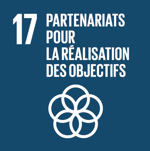 17 PARTENARIATS
POUR
LA RÉALISATION
DES OBJECTIFS